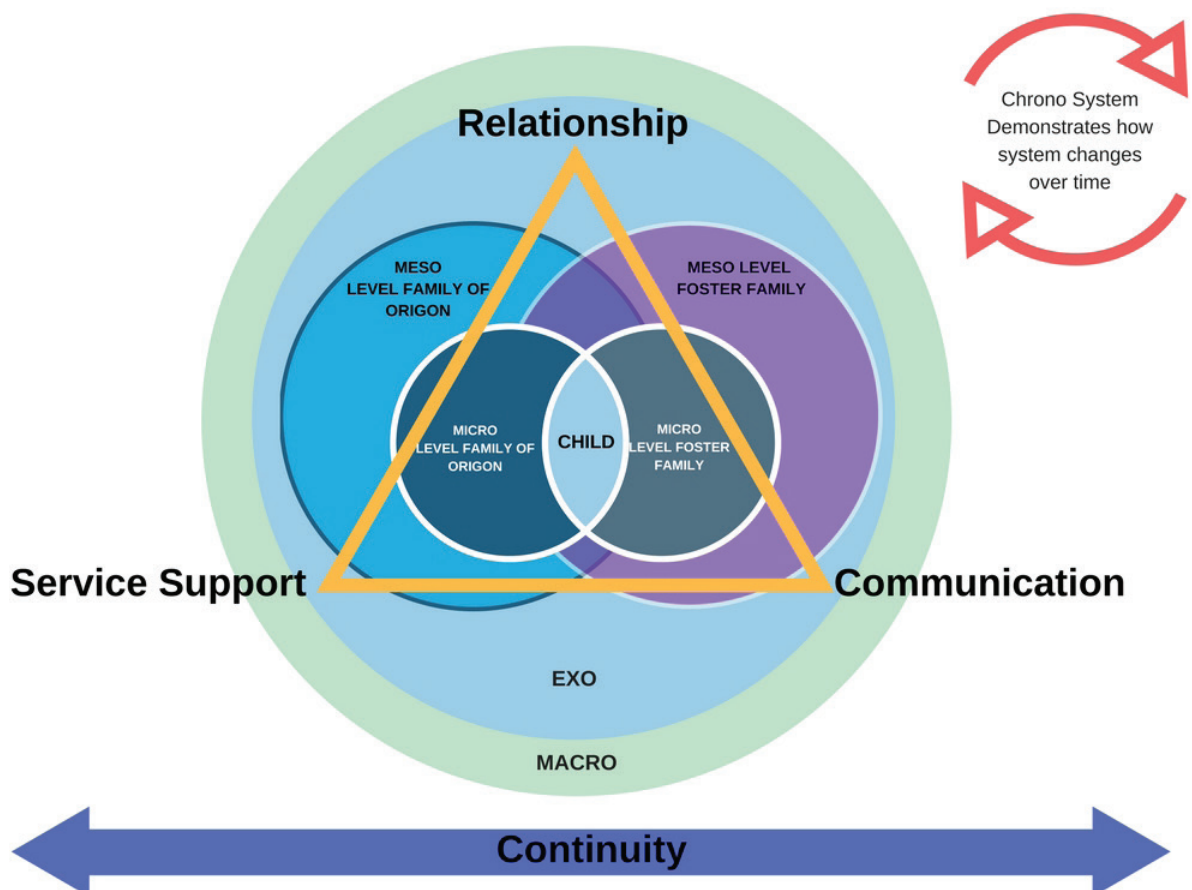 Chrono System
Demonstrates how
system changes
over time
Relationship
MESO
LEVEL FAMILY OF
ORIGON
MESO LEVEL
FOSTER FAMILY
MICRO
LEVEL FAMILY OF
ORIGON
CHILD
MICRO
LEVEL FOSTER
FAMILY
Service Support
Communication
EXO
MACRO
Continuity